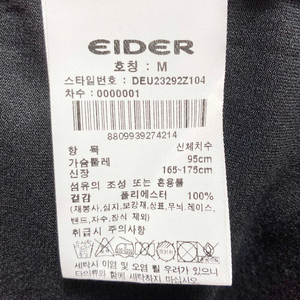 EIDER
호칭 : M
스타일번호 : DEU23292Z104
차수 : 0000001
8809939274214
항 목 신체치수
가슴둘레 95cm
신장 165~175cm
섬유의 조성 또는 혼용률
겉감 폴리에스터 100%
(재봉사,심지,보강재,상표,무늬,레이스,
밴드,자수,장식 제외)
취급시 주의사항
세탁시 이염 및 오염 될 우려가 있으니